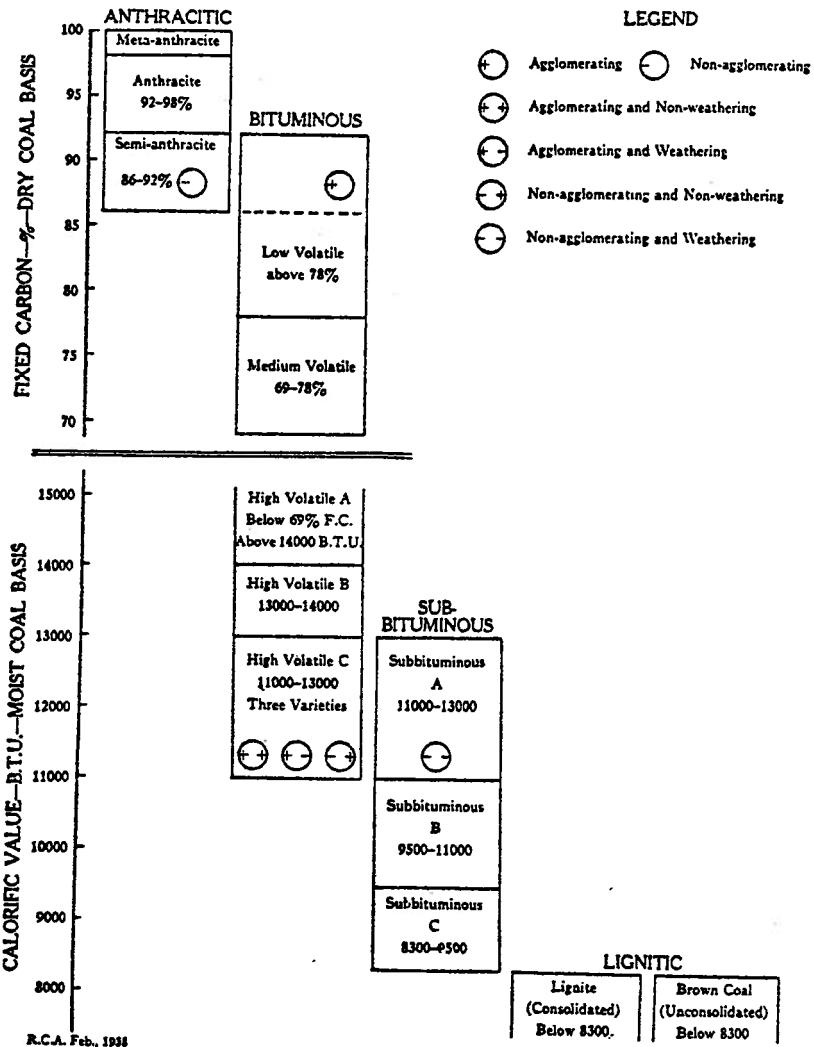 ANTHRACITIC
LEGEND
100
Meta-anthracite
Agglomerating
Non-agglomerating
95
Anthracite
92-98%
BITUMINOUS
Agglomerating and Non-weathering
90
Semi-anthracite
86-92%
Agglomerating and Weathering
85
Non-agglomerating and Non-weathering
Low Volatile
above 78%
Non-agglomerating and Weathering
80
75
Medium Volatile
69-78%
70
FIXED CARBON—%—DRY COAL BASIS
15000
High Volatile A
Below 69% F.C.
Above 14000 B.T.U.
14000
High Volatile B
13000-14000
SUB-
BITUMINOUS
13000
High Volatile C
11000-13000
Three Varieties
Subbituminous
A
11000-13000
12000
11000
Subbituminous
B
9500-11000
10000
9000
Subbituminous
C
8300-9500
8000
LIGNITIC
Lignite
(Consolidated)
Below 8300.
Brown Coal
(Unconsolidated)
Below 8300
CALORIFIC VALUE—B.T.U.—MOIST COAL BASIS
R.C.A. Feb., 1938